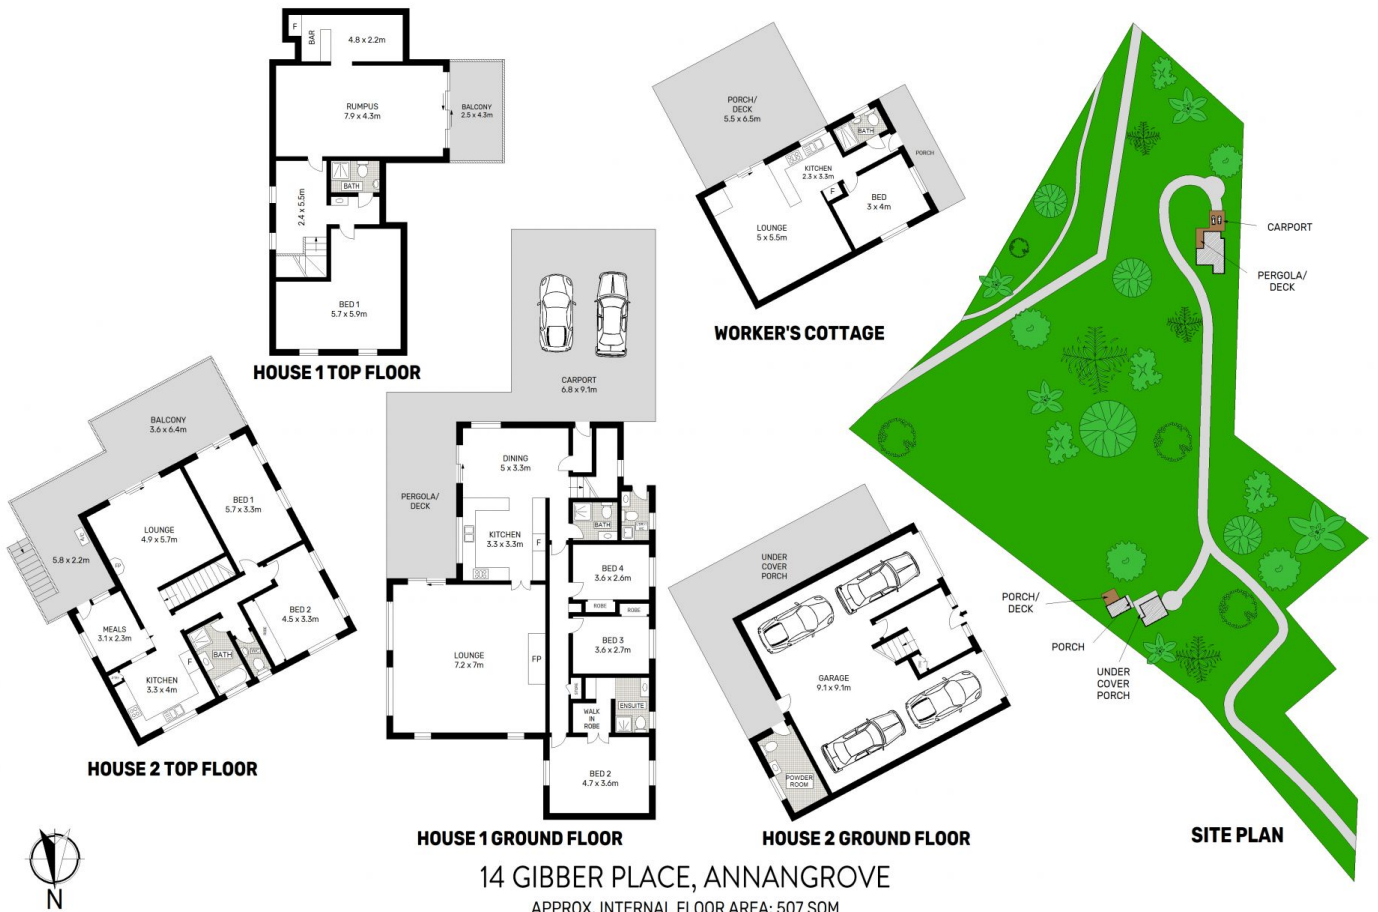 F
BAR
4.8 x 2.2m
RUMPUS
7.9 x 4.3m
BALCONY
2.5 x 4.3m
BATH
2.4 x 5.5m
BED 1
5.7 x 5.9m
HOUSE 1 TOP FLOOR
PORCH/
DECK
5.5 x 6.5m
BATH
KITCHEN
2.3 x 3.3m
F
PORCH
BED
3 x 4m
LOUNGE
5 x 5.5m
WORKER'S COTTAGE
CARPORT
PERGOLA/
DECK
PORCH/
DECK
PORCH
UNDER
COVER
PORCH
SITE PLAN
BALCONY
3.6 x 6.4m
BED 1
5.7 x 3.3m
LOUNGE
4.9 x 5.7m
5.8 x 2.2m
FP
BED 2
4.5 x 3.3m
MEALS
3.1 x 2.3m
BATH
F
KITCHEN
3.3 x 4m
HOUSE 2 TOP FLOOR
CARPORT
6.8 x 9.1m
DINING
5 x 3.3m
PERGOLA/
DECK
KITCHEN
3.3 x 3.3m
F
BATH
BED 4
3.6 x 2.6m
ROBE
ROBE
BED 3
3.6 x 2.7m
LOUNGE
7.2 x 7m
FP
WALK
IN
ROBE
ENSUITE
BED 2
4.7 x 3.6m
HOUSE 1 GROUND FLOOR
UNDER
COVER
PORCH
GARAGE
9.1 x 9.1m
POWDER
ROOM
HOUSE 2 GROUND FLOOR
N
14 GIBBER PLACE, ANNANGROVE
APPROX. INTERNAL FLOOR AREA: 507 SQM